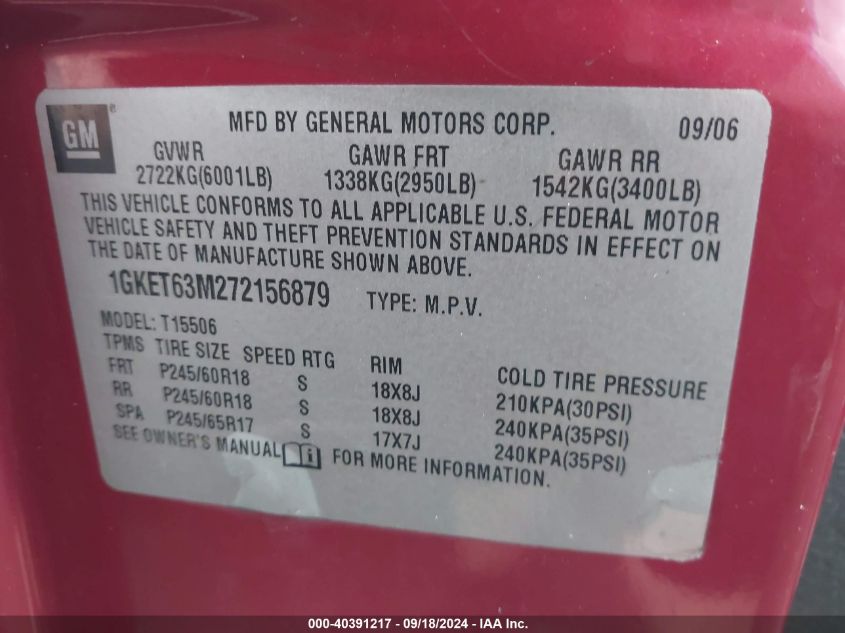 GM®
MFD BY GENERAL MOTORS CORP. 09/06
GVWR GAWR FRT GAWR RR
2722KG(6001LB) 1338KG(2950LB) 1542KG(3400LB)
THIS VEHICLE CONFORMS TO ALL APPLICABLE U.S. FEDERAL MOTOR
VEHICLE SAFETY AND THEFT PREVENTION STANDARDS IN EFFECT ON
THE DATE OF MANUFACTURE SHOWN ABOVE.
1GKET63M272156879 TYPE: M.P.V.
MODEL: T15506
TPMS TIRE SIZE SPEED RTG RIM COLD TIRE PRESSURE
FRT P245/60R18 S 18X8J 210KPA(30PSI)
RR P245/60R18 S 18X8J 240KPA(35PSI)
SPA P245/65R17 S 17X7J 240KPA(35PSI)
SEE OWNER'S MANUAL i FOR MORE INFORMATION.
000-40391217 - 09/18/2024 - IAA Inc.